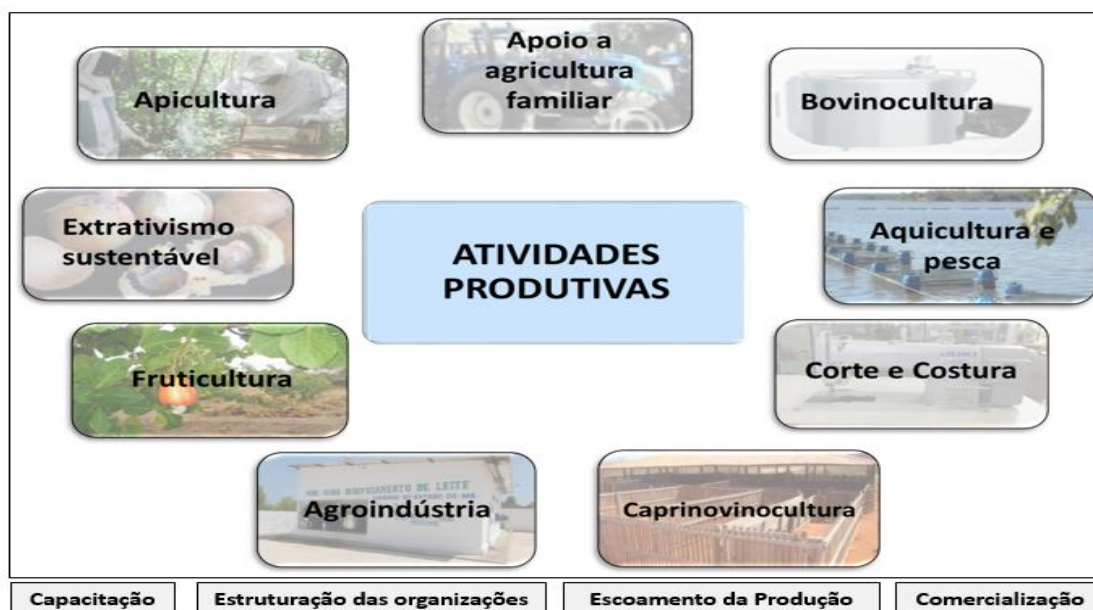 Apoio a
agricultura
familiar
Apicultura
Bovinocultura
Extrativismo
sustentável
ATIVIDADES
PRODUTIVAS
Aquicultura e
pesca
Fruticultura
Corte e Costura
Agroindústria
Caprinovinocultura
Capacitação
Estruturação das organizações
Escoamento da Produção
Comercialização